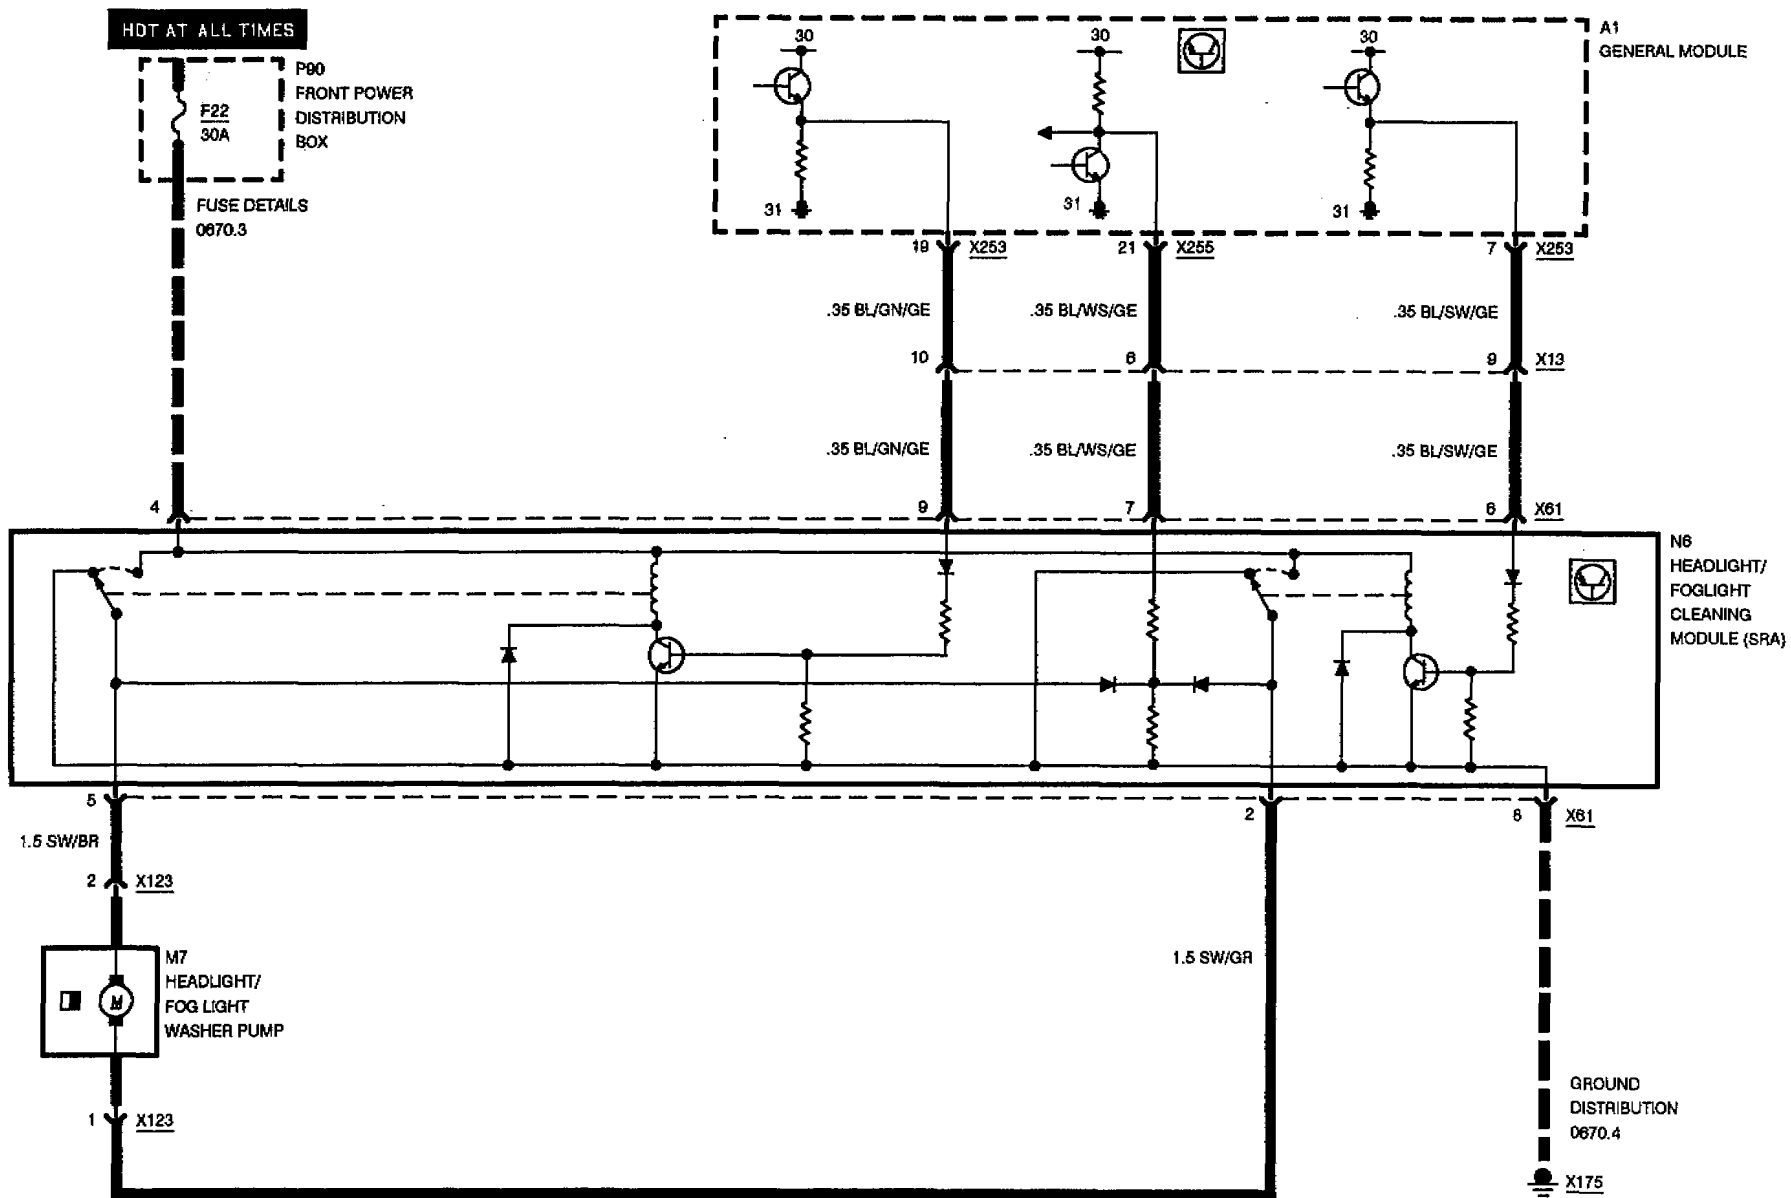 HOT AT ALL TIMES
P90
FRONT POWER
DISTRIBUTION
BOX
F22
30A
FUSE DETAILS
0670.3
30
30
30
A1
GENERAL MODULE
31
31
31
19
X253
21
X255
7
X253
.35 BL/GN/GE
.35 BL/WS/GE
.35 BL/SW/GE
10
6
9
X13
.35 BL/GN/GE
.35 BL/WS/GE
.35 BL/SW/GE
4
9
7
6
X61
N6
HEADLIGHT/
FOGLIGHT
CLEANING
MODULE (SRA)
5
2
8
X61
1.5 SW/BR
2
X123
M7
HEADLIGHT/
FOG LIGHT
WASHER PUMP
M
1.5 SW/GR
1
X123
GROUND
DISTRIBUTION
0670.4
X175